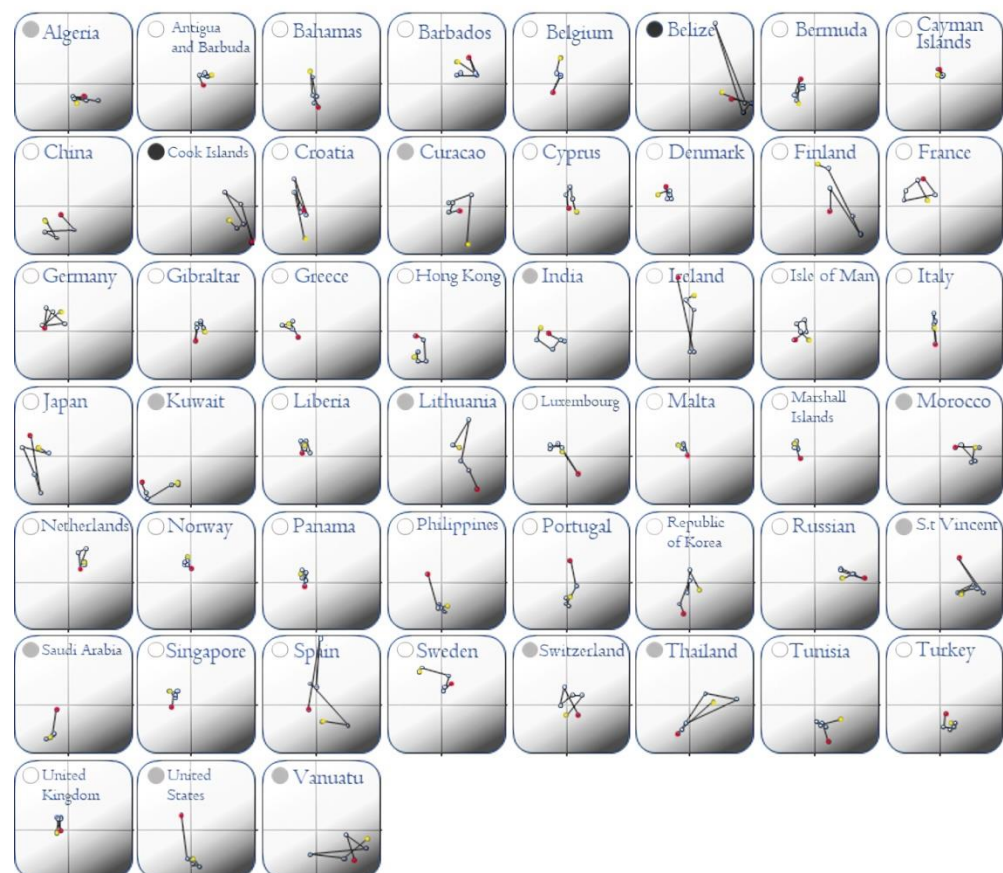 Algeria
Antigua
and Barbuda
Bahamas
Barbados
Belgium
Belize
Bermuda
Cayman
Islands
China
Cook Islands
Croatia
Curacao
Cyprus
Denmark
Finland
France
Germany
Gibraltar
Greece
Hong Kong
India
Ireland
Isle of Man
Italy
Japan
Kuwait
Liberia
Lithuania
Luxembourg
Malta
Marshall
Islands
Morocco
Netherlands
Norway
Panama
Philippines
Portugal
Republic
of Korea
Russian
S.t Vincent
Saudi Arabia
Singapore
Spain
Sweden
Switzerland
Thailand
Tunisia
Turkey
United
Kingdom
United
States
Vanuatu